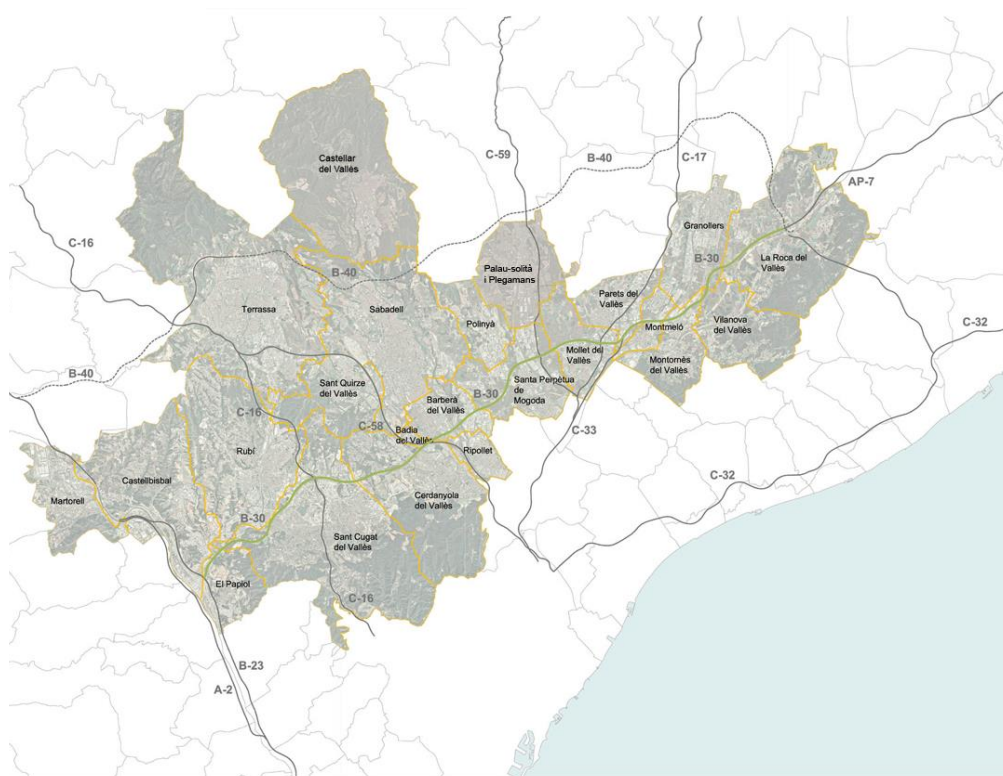 Castellar
del Vallès
C-59
B-40
C-17
AP-7
Granollers
C-16
B-30
La Roca del
Vallès
B-40
Palau-solità
i Plegamans
Parets del
Vallès
Terrassa
Sabadell
Polinyà
Montmeló
Vilanova
del Vallès
C-32
Mollet del
Vallès
Montornès
del Vallès
B-40
Sant Quirze
del Vallès
B-30
Santa Perpètua
de
Mogoda
Barberà
del Vallès
C-16
C-58
Badia
del Vallès
C-33
Rubí
Ripollet
Castellbisbal
C-32
Martorell
Cerdanyola
del Vallès
B-30
Sant Cugat
del Vallès
El Papiol
C-16
B-23
A-2